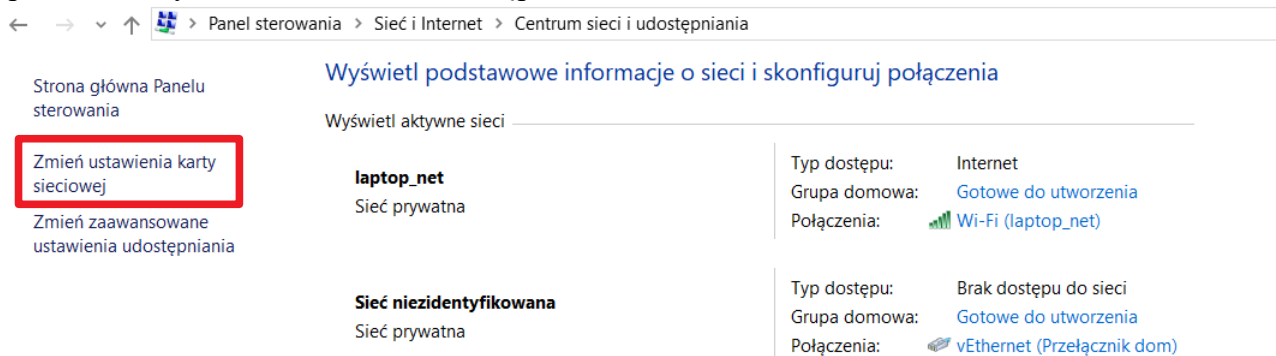 Panel sterowania > Sieć i Internet > Centrum sieci i udostępniania
Strona główna Panelu
sterowania
Zmień ustawienia karty
sieciowej
Zmień zaawansowane
ustawienia udostępniania
Wyświetl podstawowe informacje o sieci i skonfiguruj połączenia
Wyświetl aktywne sieci
laptop_net
Sieć prywatna
Typ dostępu: Internet
Grupa domowa: Gotowe do utworzenia
Połączenia: Wi-Fi (laptop_net)
Sieć niezidentyfikowana
Sieć prywatna
Typ dostępu: Brak dostępu do sieci
Grupa domowa: Gotowe do utworzenia
Połączenia: vEthernet (Przełącznik dom)